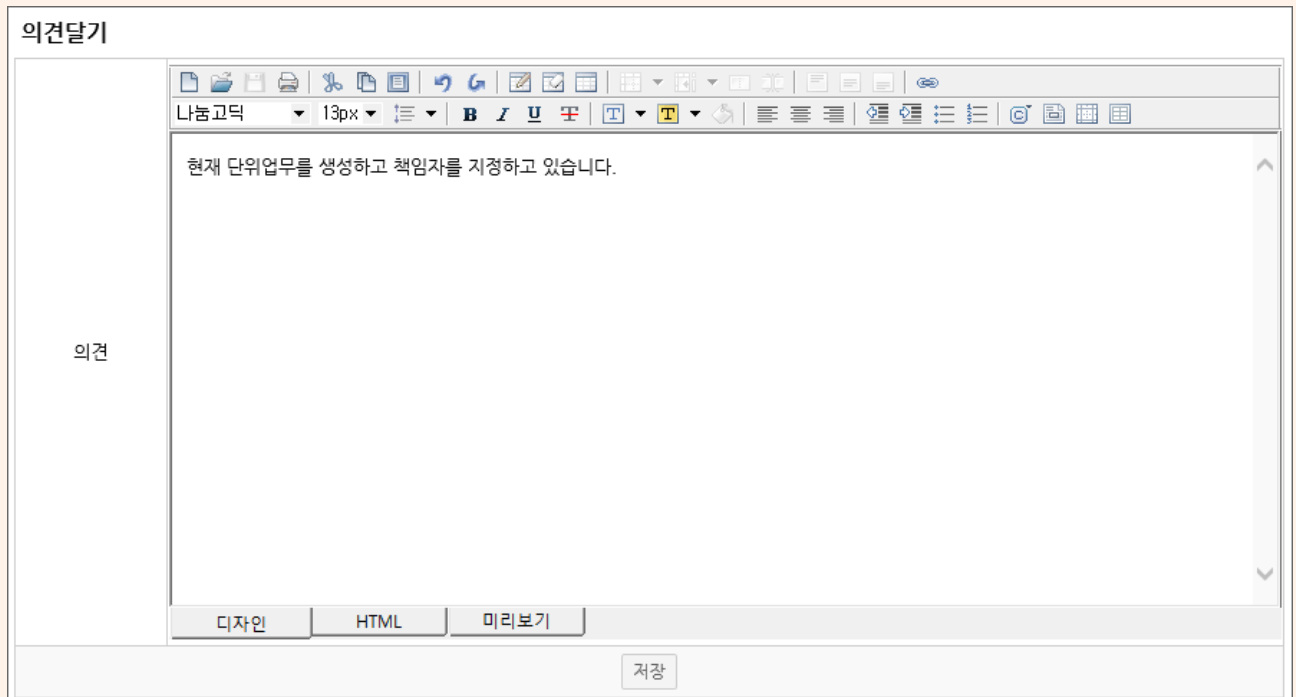 의견달기
나눔고딕 13px B I U T T T
현재 단위업무를 생성하고 책임자를 지정하고 있습니다.
의견
디자인 HTML 미리보기
저장